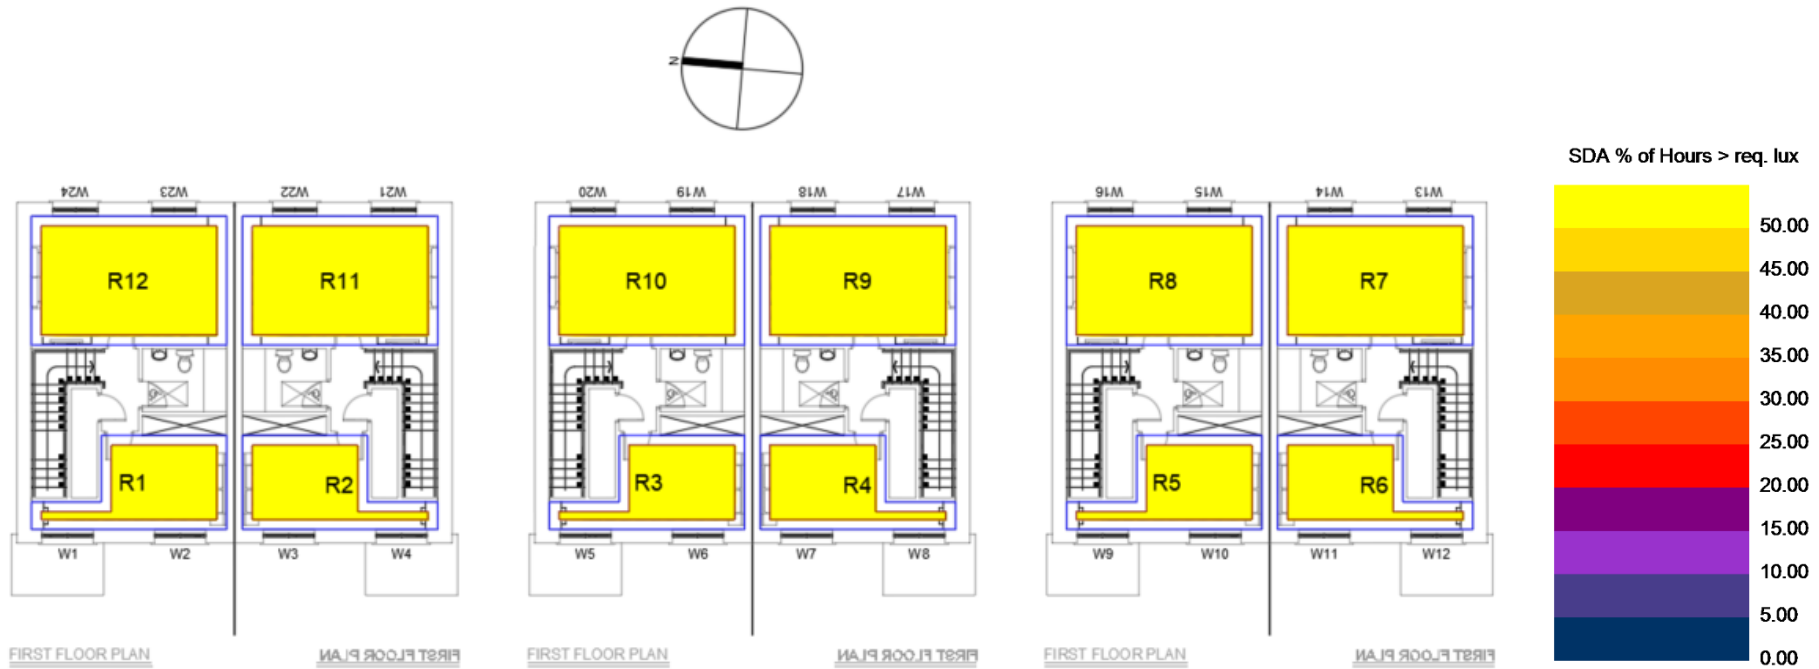 N
SDA % of Hours > req. lux
W24 W23 W22 W21 W20 W19 W18 W17 W16 W15 W14 W13
50.00
45.00
40.00
35.00
30.00
25.00
20.00
15.00
10.00
5.00
0.00
R12 R11 R10 R9 R8 R7
R1 R2 R3 R4 R5 R6
W1 W2 W3 W4 W5 W6 W7 W8 W9 W10 W11 W12
FIRST FLOOR PLAN FIRST FLOOR PLAN FIRST FLOOR PLAN FIRST FLOOR PLAN FIRST FLOOR PLAN FIRST FLOOR PLAN